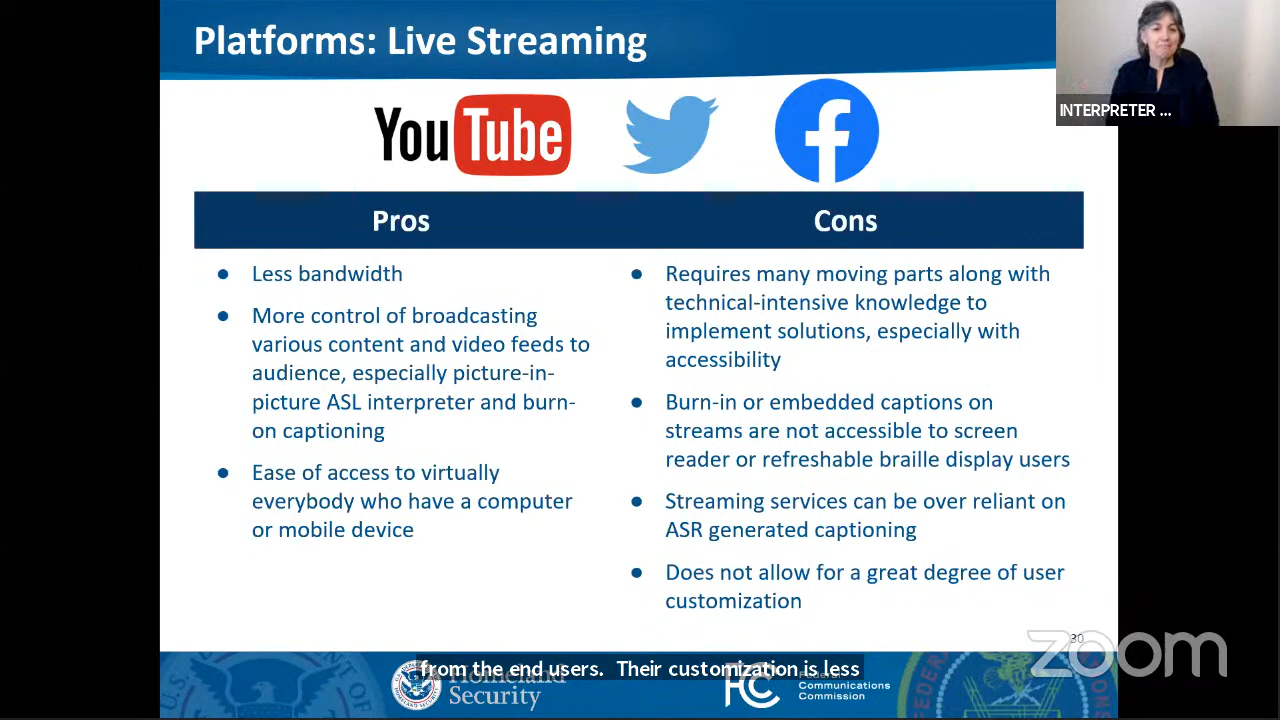 Platforms: Live Streaming
INTERPRETER ...
YouTube
Pros
Cons
● Less bandwidth
● More control of broadcasting
various content and video feeds to
audience, especially picture-in-
picture ASL interpreter and burn-
on captioning
● Ease of access to virtually
everybody who have a computer
or mobile device
● Requires many moving parts along with
technical-intensive knowledge to
implement solutions, especially with
accessibility
● Burn-in or embedded captions on
streams are not accessible to screen
reader or refreshable braille display users
● Streaming services can be over reliant on
ASR generated captioning
● Does not allow for a great degree of user
customization
30
zoom
from the end users. Their customization is less
Homeland
Security
FCC
Federal
Communications
Commission